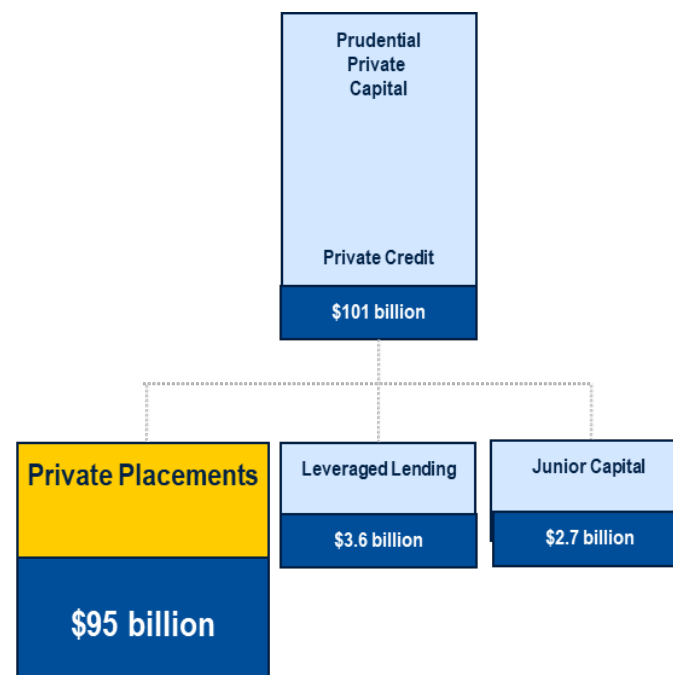 Prudential
Private
Capital
Private Credit
$101 billion
Private Placements
$95 billion
Leveraged Lending
$3.6 billion
Junior Capital
$2.7 billion